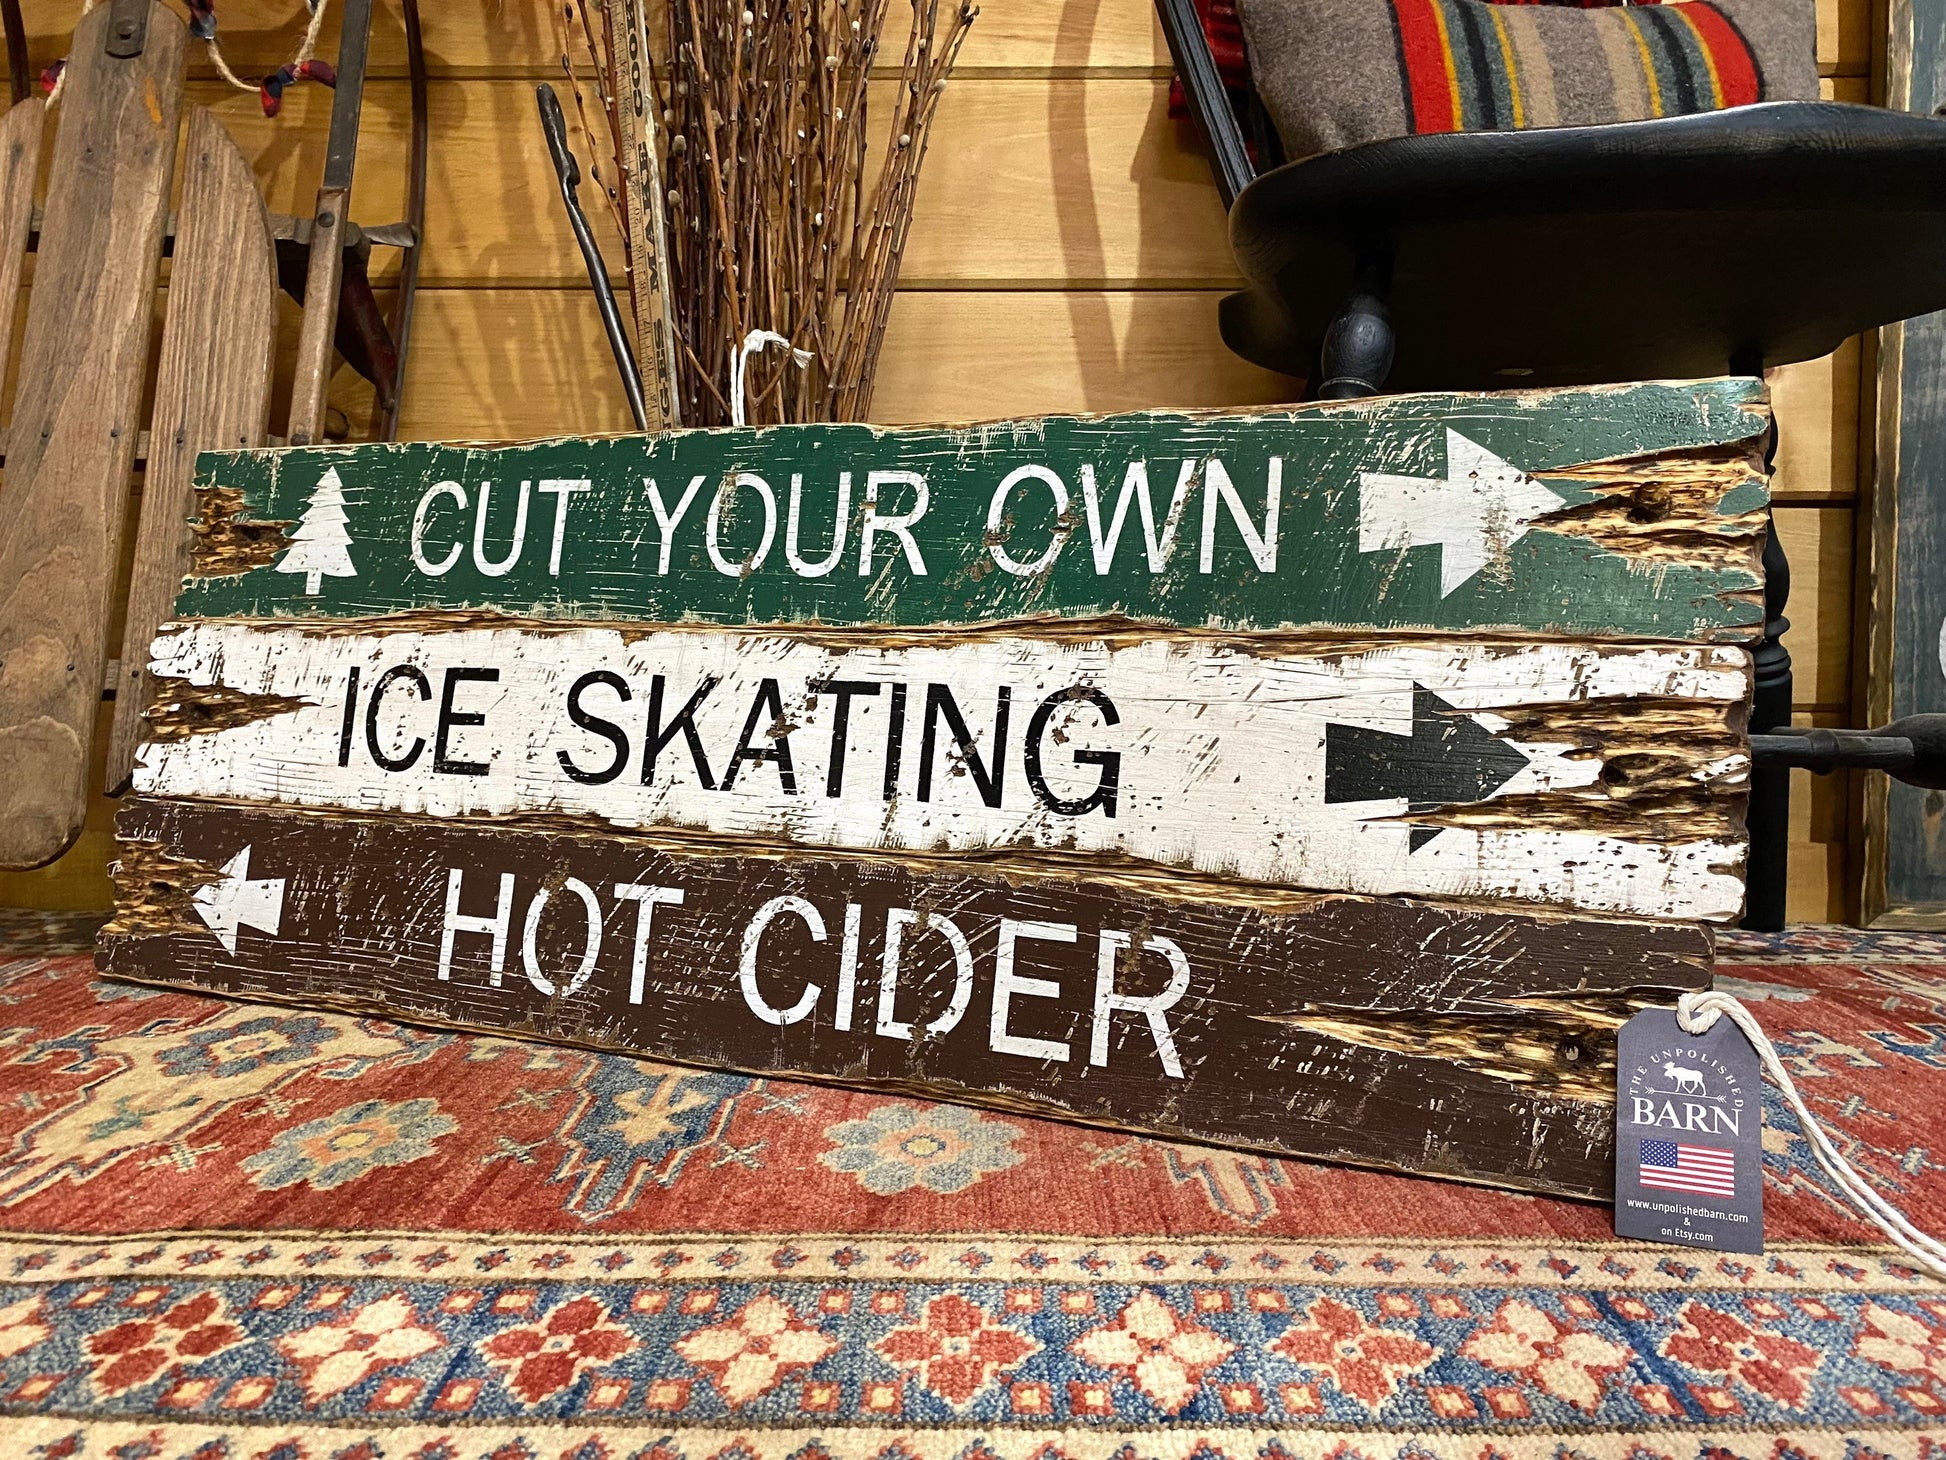 CUT YOUR OWN
ICE SKATING
HOT CIDER
THE UNPOLISHED
BARN
www.unpolishedbarn.com
&
on Etsy.com